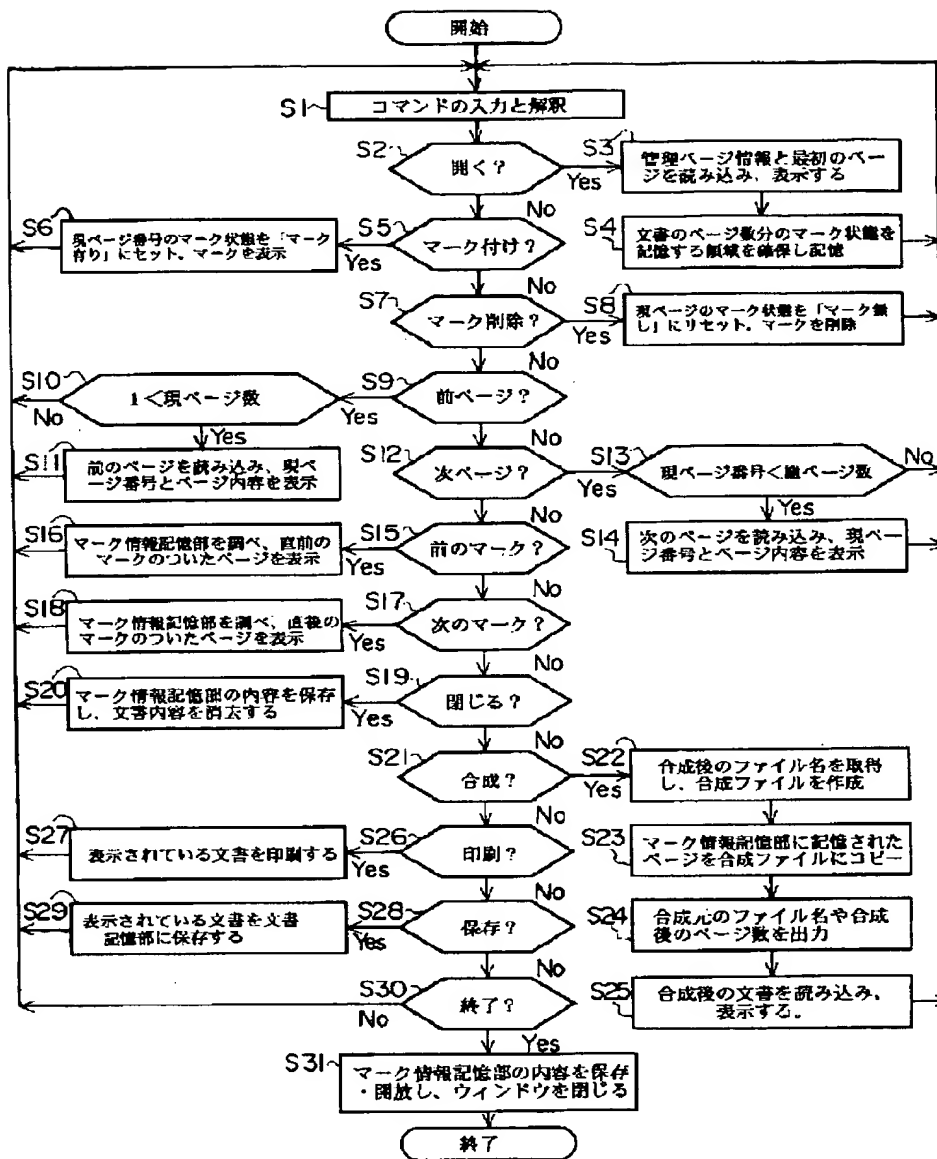 開始
S1
コマンドの入力と解釈
S2
開く?
Yes
No
S3
管理ページ情報と最初のペー
ジを読み込み、表示する
S4
文書のページ数分のマーク状態を
記憶する領域を確保し記憶
S5
マーク付け?
Yes
No
S6
現ページ番号のマーク状態を「マーク
有り」にセット、マークを表示
S7
マーク削除?
Yes
No
S8
現ページのマーク状態を「マーク無
し」にリセット、マークを削除
S9
前ページ?
Yes
No
S10
1<現ページ数
No
Yes
S11
前のページを読み込み、現ペ
ージ番号とページ内容を表示
S12
次ページ?
Yes
No
S13
現ページ番号<総ページ数
No
Yes
S14
次のページを読み込み、現ペー
ジ番号とページ内容を表示
S15
前のマーク?
Yes
No
S16
マーク情報記憶部を調べ、直前の
マークのついたページを表示
S17
次のマーク?
Yes
No
S18
マーク情報記憶部を調べ、直後の
マークのついたページを表示
S19
閉じる?
Yes
No
S20
マーク情報記憶部の内容を保存
し、文書内容を消去する
S21
合成?
Yes
No
S22
合成後のファイル名を取得
し、合成ファイルを作成
S23
マーク情報記憶部に記憶された
ページを合成ファイルにコピー
S24
合成元のファイル名や合成
後のページ数を出力
S25
合成後の文書を読み込み、
表示する。
S26
印刷?
Yes
No
S27
表示されている文書を印刷する
S28
保存?
Yes
No
S29
表示されている文書を文書
記憶部に保存する
S30
終了?
No
Yes
S31
マーク情報記憶部の内容を保存
・開放し、ウィンドウを閉じる
終了